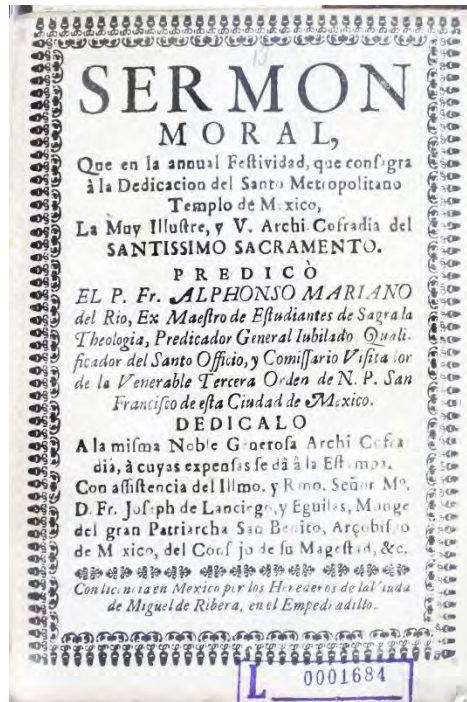 SERMON
MORAL,
Que en la annual Feſtividad, que conſagra
à la Dedicacion del Santo Metropolitano
Templo de Mexico,
La Muy Illuſtre, y V. Archi Cofradia del
SANTISSIMO SACRAMENTO.
PREDICÒ
EL P. Fr. ALPHONSO MARIANO
del Rio, Ex Maeſtro de Eſtudiantes de Sagrada
Theologia, Predicador General Iubilado, Quali-
ficador del Santo Officio, y Comiſſario Viſitador
de la Venerable Tercera Orden de N. P. San
Franciſco de eſta Ciudad de Mexico.
DEDICALO
A la miſma Noble Generoſa Archi Cofra
dia, à cuyas expenſas ſe dâ â la Eſtampa.
Con aſſiſtencia del Illmo. y Rmo. Señor Mº.
D. Fr. Joſeph de Lanciego, y Eguilas, Monge
del gran Patriarcha San Benito, Arçobiſpo
de Mexico, del Conſejo de ſu Mageſtad, &c.
Con licencia en Mexico por los Herederos de la Viuda
de Miguel de Ribera, en el Empedradillo.
L 0001684